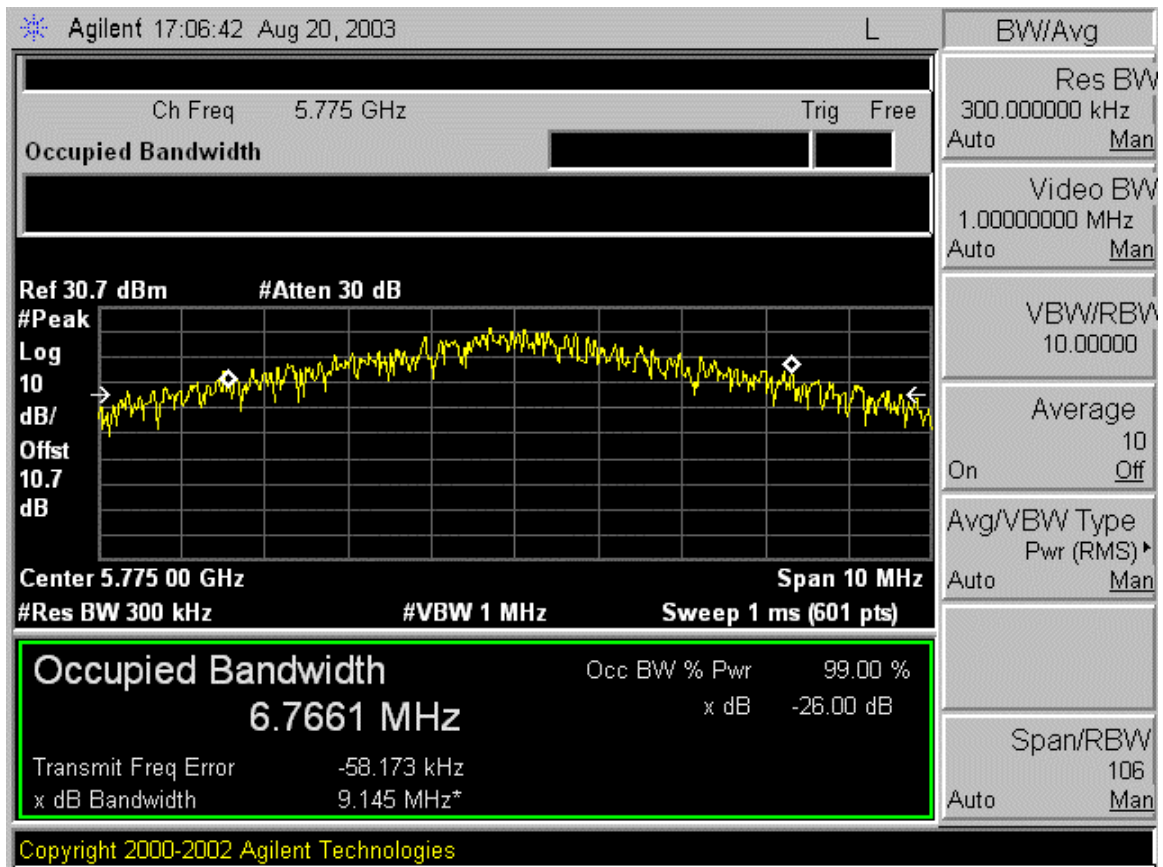 Agilent 17:06:42 Aug 20, 2003 L
BW/Avg
Ch Freq 5.775 GHz Trig Free
Occupied Bandwidth
Ref 30.7 dBm #Atten 30 dB
#Peak
Log
10
dB/
Offst
10.7
dB
Center 5.775 00 GHz Span 10 MHz
#Res BW 300 kHz #VBW 1 MHz Sweep 1 ms (601 pts)
Occupied Bandwidth
6.7661 MHz
Occ BW % Pwr 99.00 %
x dB -26.00 dB
Transmit Freq Error -58.173 kHz
x dB Bandwidth 9.145 MHz*
Copyright 2000-2002 Agilent Technologies
Res BW
300.000000 kHz
Auto Man
Video BW
1.00000000 MHz
Auto Man
VBW/RBW
10.00000
Average
10
On Off
Avg/VBW Type
Pwr (RMS)
Auto Man
Span/RBW
106
Auto Man